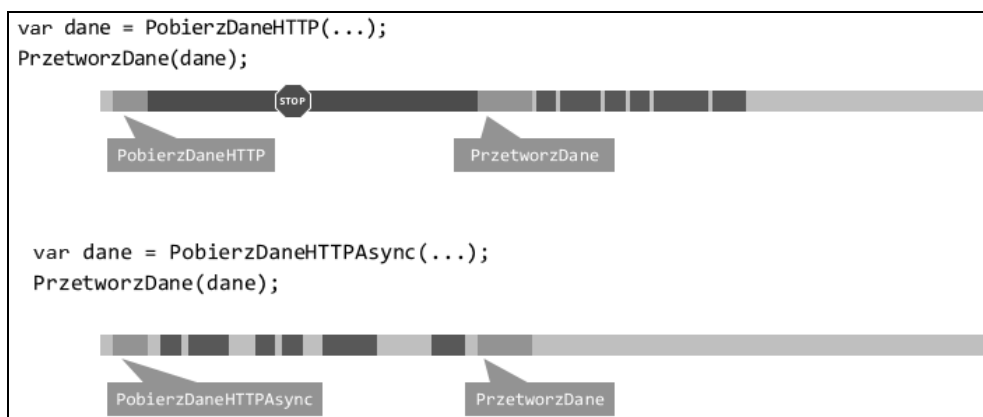 var dane = PobierzDaneHTTP(...);
PrzetworzDane(dane);
STOP
PobierzDaneHTTP
PrzetworzDane
var dane = PobierzDaneHTTPAsync(...);
PrzetworzDane(dane);
PobierzDaneHTTPAsync
PrzetworzDane